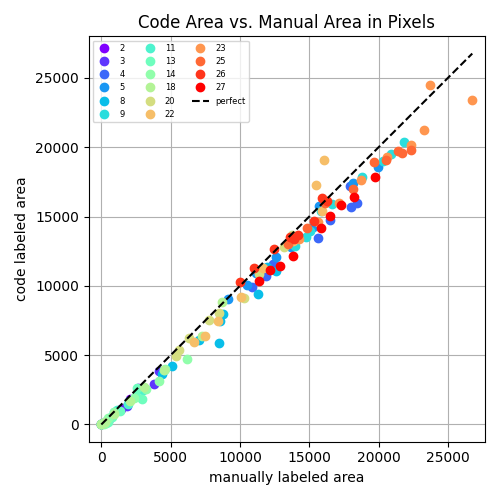 Code Area vs. Manual Area in Pixels
2 11 23
3 13 25
4 14 26
5 18 27
8 20 perfect
9 22
code labeled area
25000
20000
15000
10000
5000
0
0 5000 10000 15000 20000 25000
manually labeled area